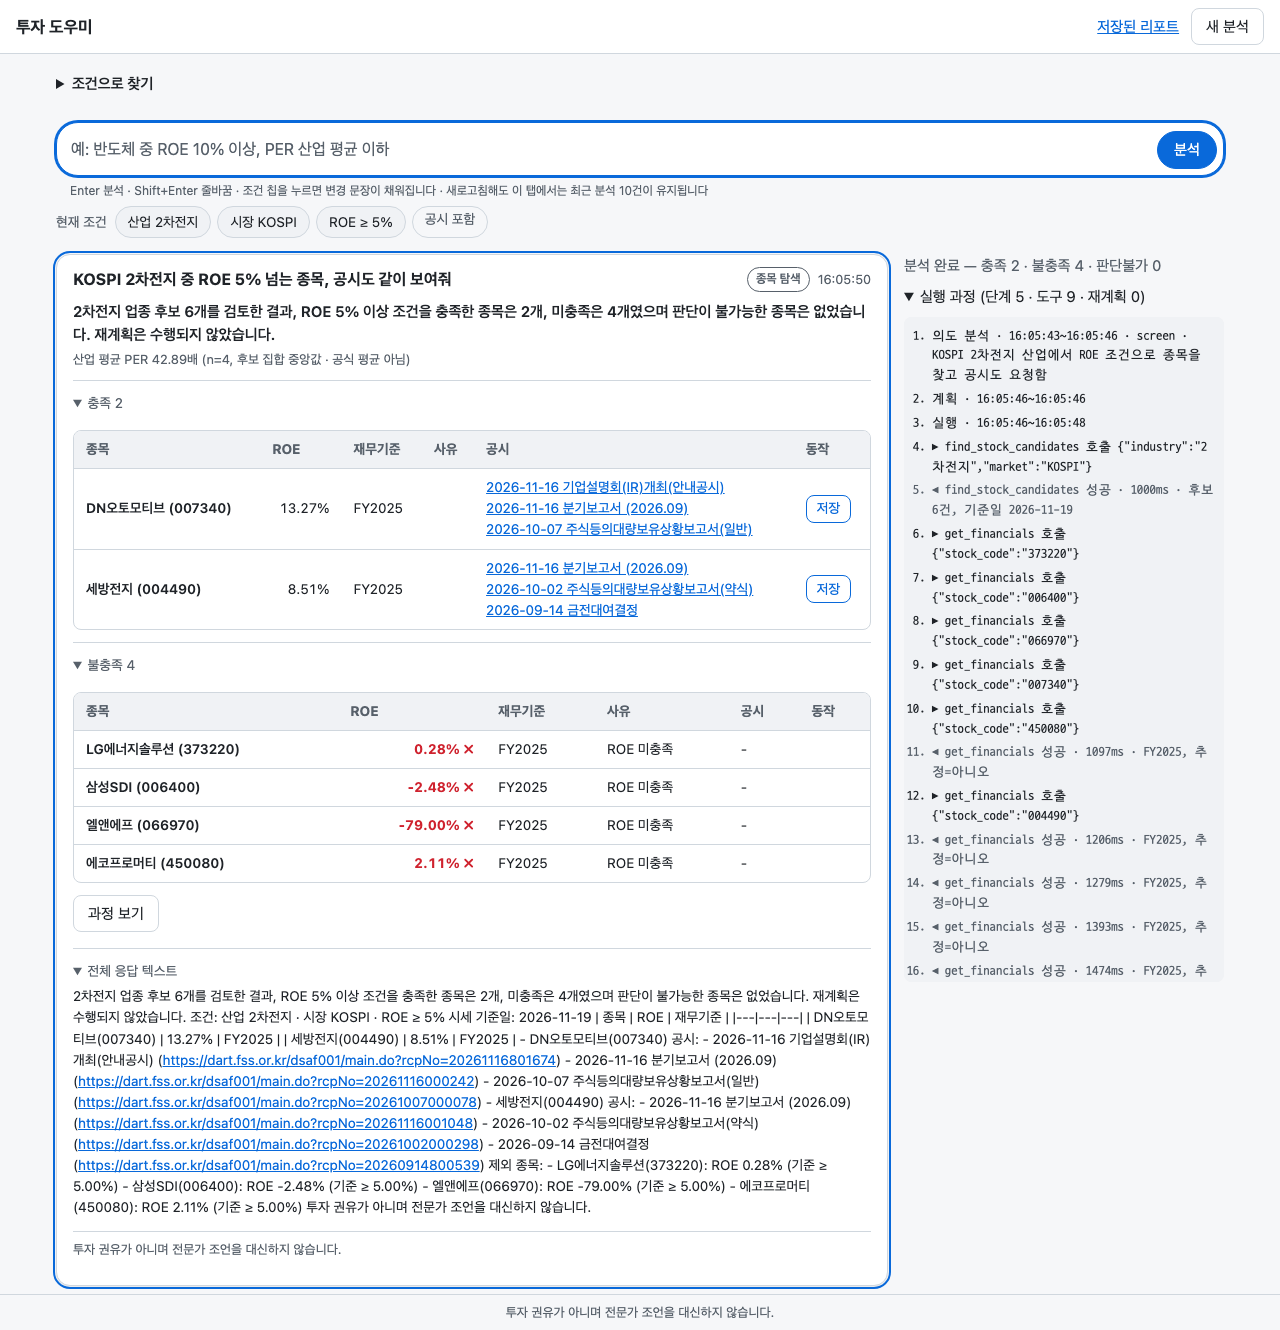 투자 도우미
저장된 리포트
새 분석
▶ 조건으로 찾기
예: 반도체 중 ROE 10% 이상, PER 산업 평균 이하
분석
Enter 분석 · Shift+Enter 줄바꿈 · 조건 칩을 누르면 변경 문장이 채워집니다 · 새로고침해도 이 탭에서는 최근 분석 10건이 유지됩니다
현재 조건 산업 2차전지 시장 KOSPI ROE ≥ 5% 공시 포함
KOSPI 2차전지 중 ROE 5% 넘는 종목, 공시도 같이 보여줘
종목 탐색 16:05:50
2차전지 업종 후보 6개를 검토한 결과, ROE 5% 이상 조건을 충족한 종목은 2개, 미충족은 4개였으며 판단이 불가능한 종목은 없었습니
다. 재계획은 수행되지 않았습니다.
산업 평균 PER 42.89배 (n=4, 후보 집합 중앙값 · 공식 평균 아님)
▼ 충족 2
종목 ROE 재무기준 사유 공시 동작
DN오토모티브 (007340) 13.27% FY2025
2026-11-16 기업설명회(IR)개최(안내공시)
2026-11-16 분기보고서 (2026.09)
2026-10-07 주식등의대량보유상황보고서(일반)
저장
세방전지 (004490) 8.51% FY2025
2026-11-16 분기보고서 (2026.09)
2026-10-02 주식등의대량보유상황보고서(약식)
2026-09-14 금전대여결정
저장
▼ 불충족 4
종목 ROE 재무기준 사유 공시 동작
LG에너지솔루션 (373220) 0.28% ✕ FY2025 ROE 미충족 -
삼성SDI (006400) -2.48% ✕ FY2025 ROE 미충족 -
엘앤에프 (066970) -79.00% ✕ FY2025 ROE 미충족 -
에코프로머티 (450080) 2.11% ✕ FY2025 ROE 미충족 -
과정 보기
▼ 전체 응답 텍스트
2차전지 업종 후보 6개를 검토한 결과, ROE 5% 이상 조건을 충족한 종목은 2개, 미충족은 4개였으며 판단이 불가능한 종목은 없었습니다. 재계획은
수행되지 않았습니다. 조건: 산업 2차전지 · 시장 KOSPI · ROE ≥ 5% 시세 기준일: 2026-11-19 | 종목 | ROE | 재무기준 | |---|---|---| | DN오토모
티브(007340) | 13.27% | FY2025 | | 세방전지(004490) | 8.51% | FY2025 | - DN오토모티브(007340) 공시: - 2026-11-16 기업설명회(IR)
개최(안내공시) (https://dart.fss.or.kr/dsaf001/main.do?rcpNo=20261116801674) - 2026-11-16 분기보고서 (2026.09)
(https://dart.fss.or.kr/dsaf001/main.do?rcpNo=20261116000242) - 2026-10-07 주식등의대량보유상황보고서(일반)
(https://dart.fss.or.kr/dsaf001/main.do?rcpNo=20261007000078) - 세방전지(004490) 공시: - 2026-11-16 분기보고서 (2026.09)
(https://dart.fss.or.kr/dsaf001/main.do?rcpNo=20261116001048) - 2026-10-02 주식등의대량보유상황보고서(약식)
(https://dart.fss.or.kr/dsaf001/main.do?rcpNo=20261002000298) - 2026-09-14 금전대여결정
(https://dart.fss.or.kr/dsaf001/main.do?rcpNo=20260914800539) 제외 종목: - LG에너지솔루션(373220): ROE 0.28% (기준 ≥
5.00%) - 삼성SDI(006400): ROE -2.48% (기준 ≥ 5.00%) - 엘앤에프(066970): ROE -79.00% (기준 ≥ 5.00%) - 에코프로머티
(450080): ROE 2.11% (기준 ≥ 5.00%) 투자 권유가 아니며 전문가 조언을 대신하지 않습니다.
투자 권유가 아니며 전문가 조언을 대신하지 않습니다.
분석 완료 — 충족 2 · 불충족 4 · 판단불가 0
▼ 실행 과정 (단계 5 · 도구 9 · 재계획 0)
1. 의도 분석 · 16:05:43~16:05:46 · screen ·
KOSPI 2차전지 산업에서 ROE 조건으로 종목을
찾고 공시도 요청함
2. 계획 · 16:05:46~16:05:46
3. 실행 · 16:05:46~16:05:48
4. ▶ find_stock_candidates 호출 {"industry":"2
차전지","market":"KOSPI"}
5. ◀ find_stock_candidates 성공 · 1000ms · 후보
6건, 기준일 2026-11-19
6. ▶ get_financials 호출
{"stock_code":"373220"}
7. ▶ get_financials 호출
{"stock_code":"006400"}
8. ▶ get_financials 호출
{"stock_code":"066970"}
9. ▶ get_financials 호출
{"stock_code":"007340"}
10. ▶ get_financials 호출
{"stock_code":"450080"}
11. ◀ get_financials 성공 · 1097ms · FY2025, 추
정=아니오
12. ▶ get_financials 호출
{"stock_code":"004490"}
13. ◀ get_financials 성공 · 1206ms · FY2025, 추
정=아니오
14. ◀ get_financials 성공 · 1279ms · FY2025, 추
정=아니오
15. ◀ get_financials 성공 · 1393ms · FY2025, 추
정=아니오
16. ◀ get_financials 성공 · 1474ms · FY2025, 추
투자 권유가 아니며 전문가 조언을 대신하지 않습니다.